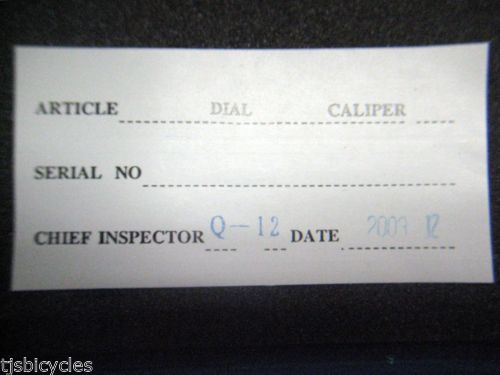 ARTICLE DIAL CALIPER
SERIAL NO
CHIEF INSPECTOR Q-12 DATE 2009 12
tjsbicycles